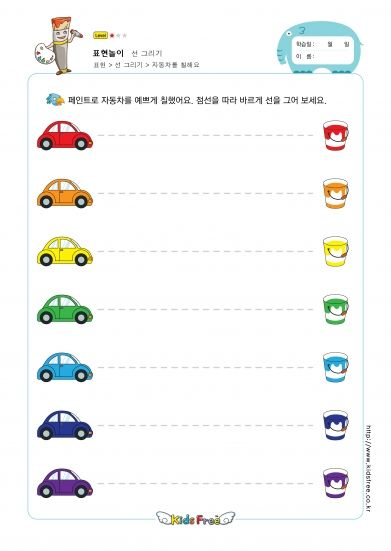 Level
표현놀이 선 그리기
표현 > 선 그리기 > 자동차를 칠해요
학습일 : 월 일
이 름 :
페인트로 자동차를 예쁘게 칠했어요. 점선을 따라 바르게 선을 그어 보세요.
http://www.kidsfree.co.kr
Kids Free